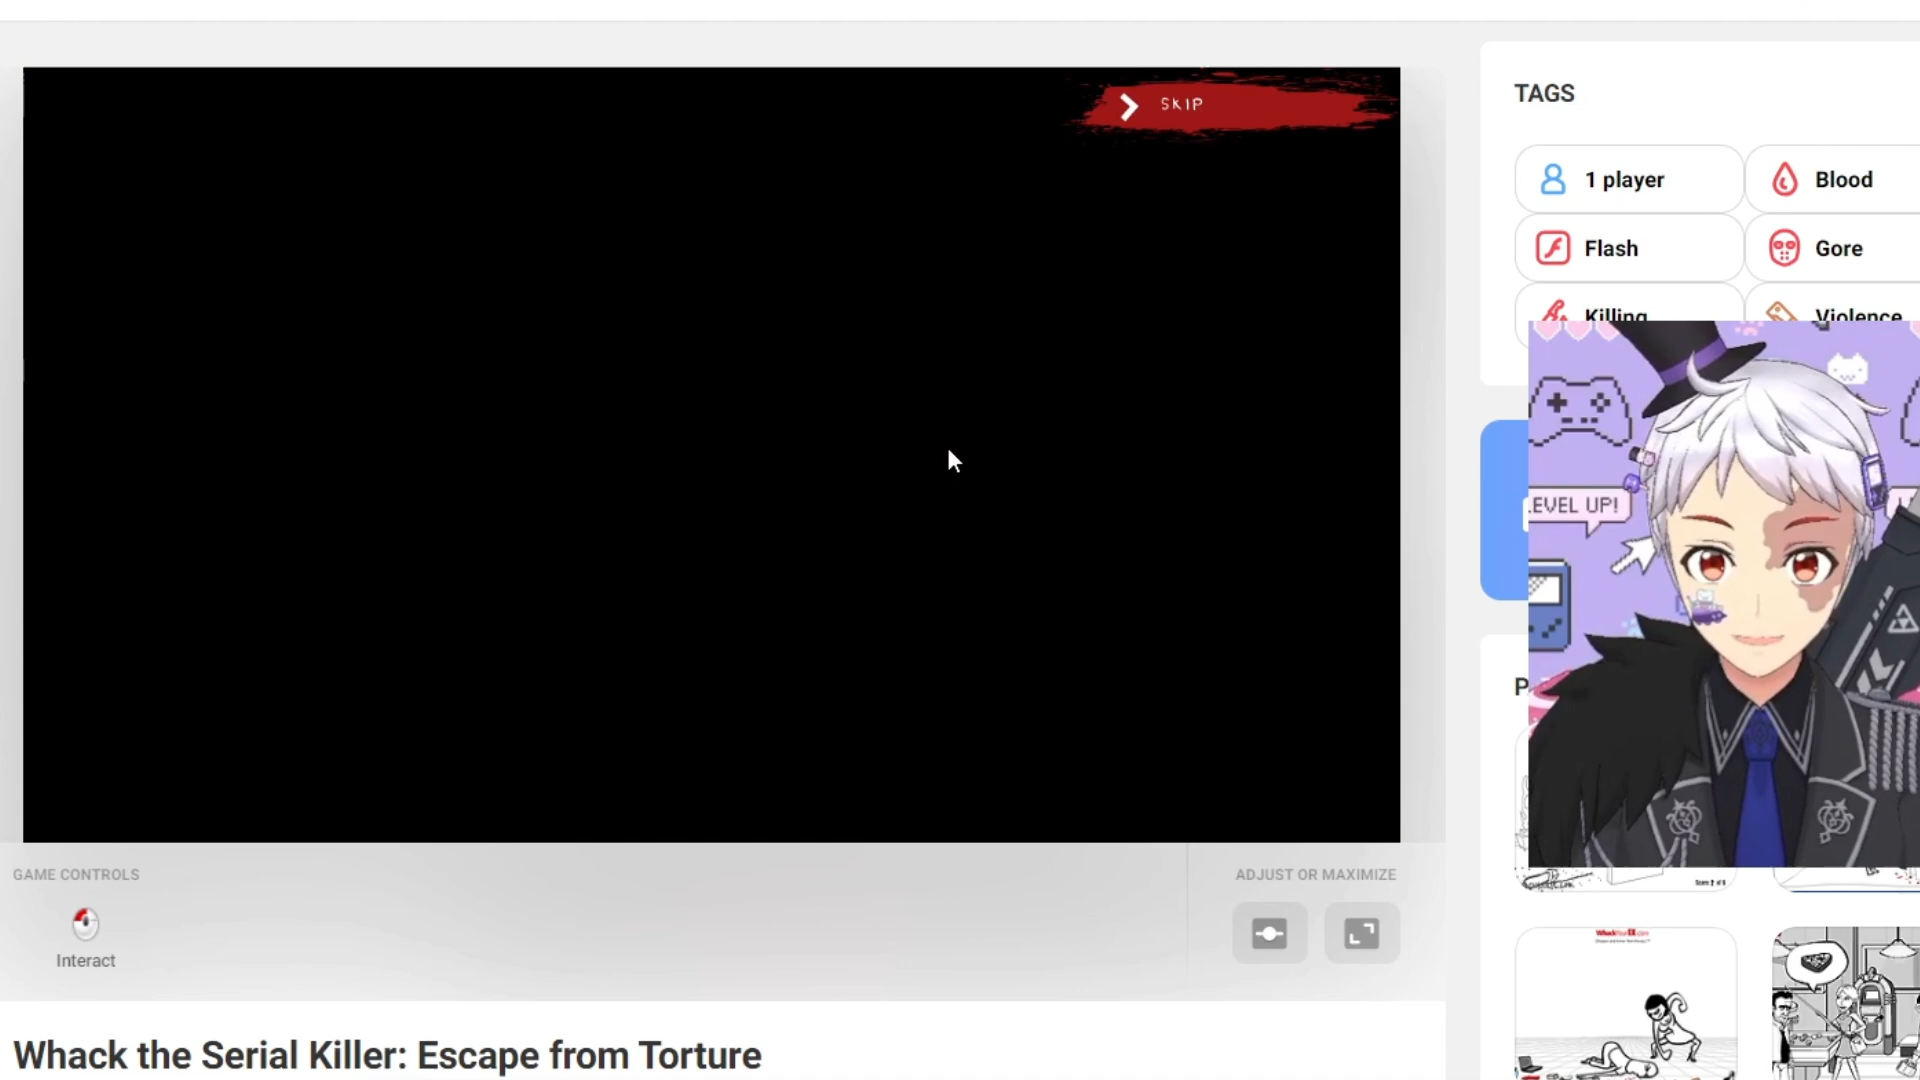 SKIP
TAGS
1 player
Blood
Flash
Gore
Killing
Violence
LEVEL UP!
P
GAME CONTROLS
ADJUST OR MAXIMIZE
Interact
Whack the Serial Killer: Escape from Torture